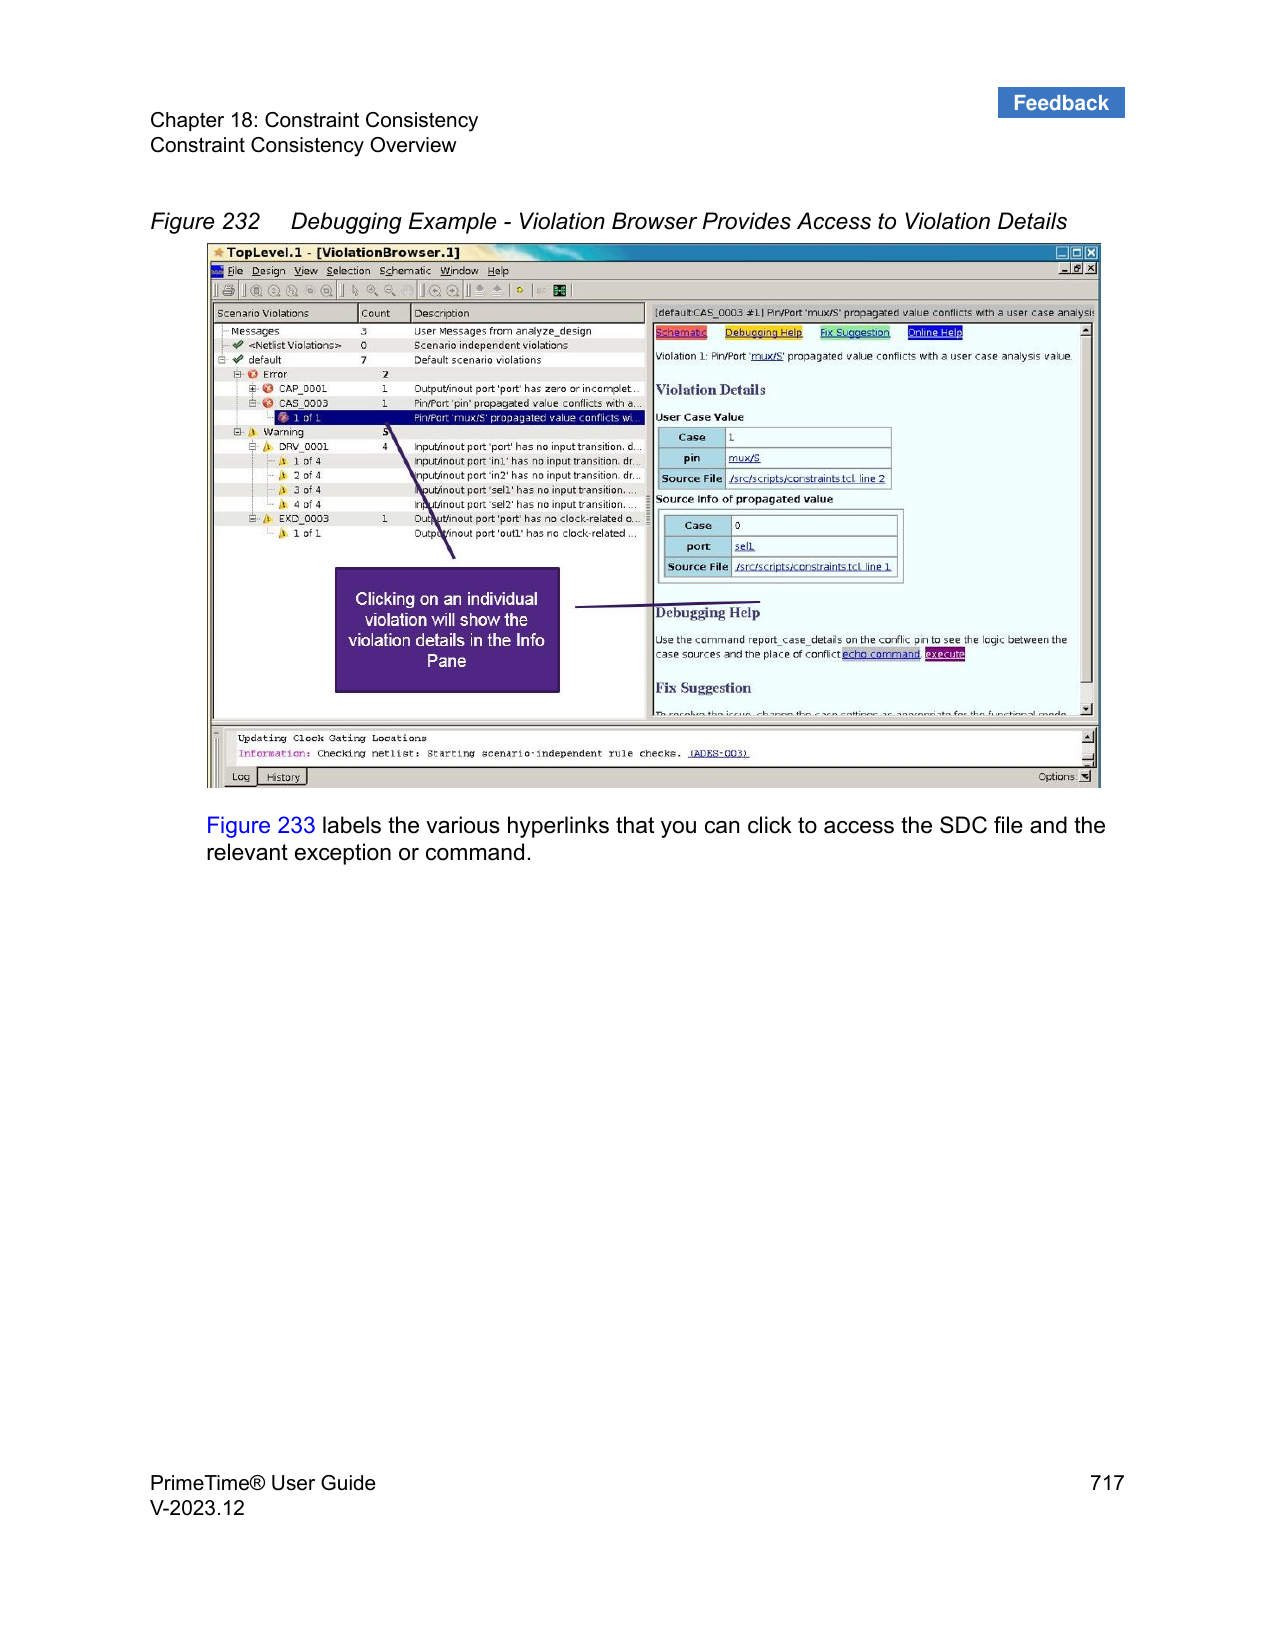 Feedback
Chapter 18: Constraint Consistency
Constraint Consistency Overview
Figure 232 Debugging Example - Violation Browser Provides Access to Violation Details
TopLevel.1 - [ViolationBrowser.1]
File Design View Selection Schematic Window Help
Scenario Violations Count Description
Messages 3 User Messages from analyze_design
<Netlist Violations> 0 Scenario independent violations
default 7 Default scenario violations
Error 2
CAP_0001 1 Output/inout port 'port' has zero or incomplet...
CAS_0003 1 Pin/Port 'pin' propagated value conflicts with a...
1 of 1 Pin/Port 'mux/S' propagated value conflicts wi...
Warning 5
DRV_0001 4 Input/inout port 'port' has no input transition, d...
1 of 4 Input/inout port 'in1' has no input transition, dr...
2 of 4 Input/inout port 'in2' has no input transition, dr...
3 of 4 Input/inout port 'sel1' has no input transition, ...
4 of 4 Input/inout port 'sel2' has no input transition, ...
EXD_0003 1 Output/inout port 'port' has no clock-related o...
1 of 1 Output/inout port 'out1' has no clock-related ...
Clicking on an individual
violation will show the
violation details in the Info
Pane
[default:CAS_0003 #1] Pin/Port 'mux/S' propagated value conflicts with a user case analysis
Schematic Debugging Help Fix Suggestion Online Help
Violation 1: Pin/Port 'mux/S' propagated value conflicts with a user case analysis value.
Violation Details
User Case Value
Case 1
pin mux/S
Source File ./src/scripts/constraints.tcl, line 2
Source Info of propagated value
Case 0
port sel1
Source File ./src/scripts/constraints.tcl, line 1
Debugging Help
Use the command report_case_details on the conflic pin to see the logic between the
case sources and the place of conflict echo command, execute
Fix Suggestion
To resolve the issue, change the case settings as appropriate for the functional mode
Updating Clock Gating Locations
Information: Checking netlist: Starting scenario-independent rule checks. (ADES-003)
Log History Options:
Figure 233 labels the various hyperlinks that you can click to access the SDC file and the
relevant exception or command.
PrimeTime® User Guide 717
V-2023.12